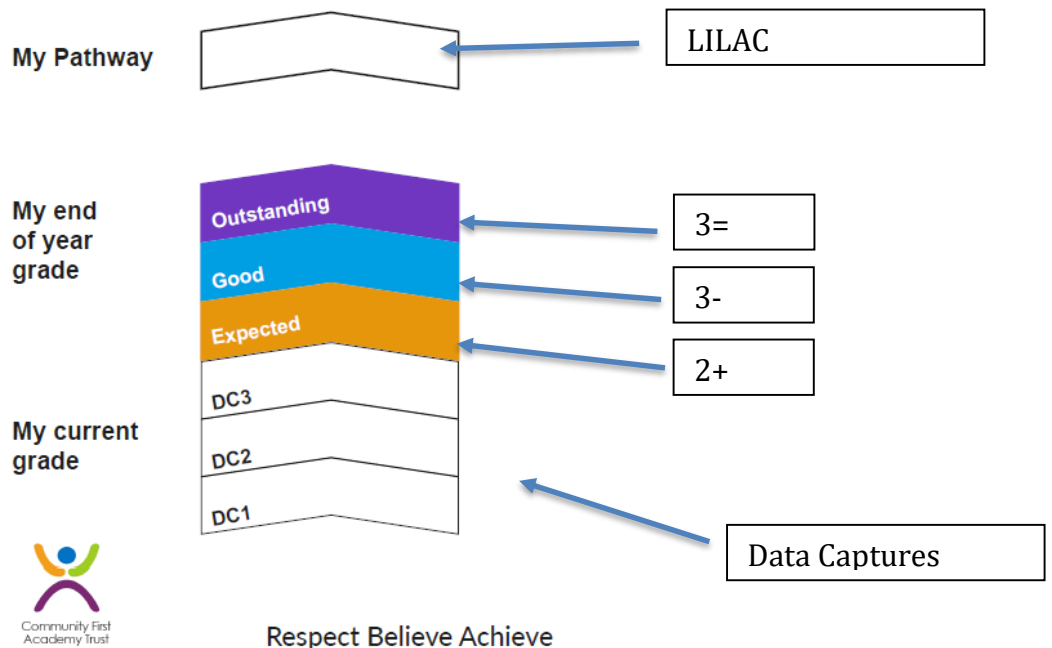 My Pathway
LILAC
My end
of year
grade
Outstanding
3=
Good
3-
Expected
2+
My current
grade
DC3
DC2
DC1
Data Captures
Community First
Academy Trust
Respect Believe Achieve